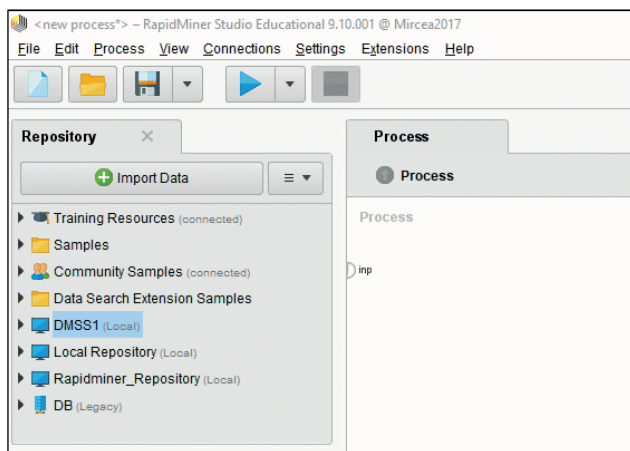 <new process*> – RapidMiner Studio Educational 9.10.001 @ Mircea2017
File Edit Process View Connections Settings Extensions Help
Repository
Import Data
Training Resources (connected)
Samples
Community Samples (connected)
Data Search Extension Samples
DMSS1 (Local)
Local Repository (Local)
Rapidminer_Repository (Local)
DB (Legacy)
Process
Process
Process
inp